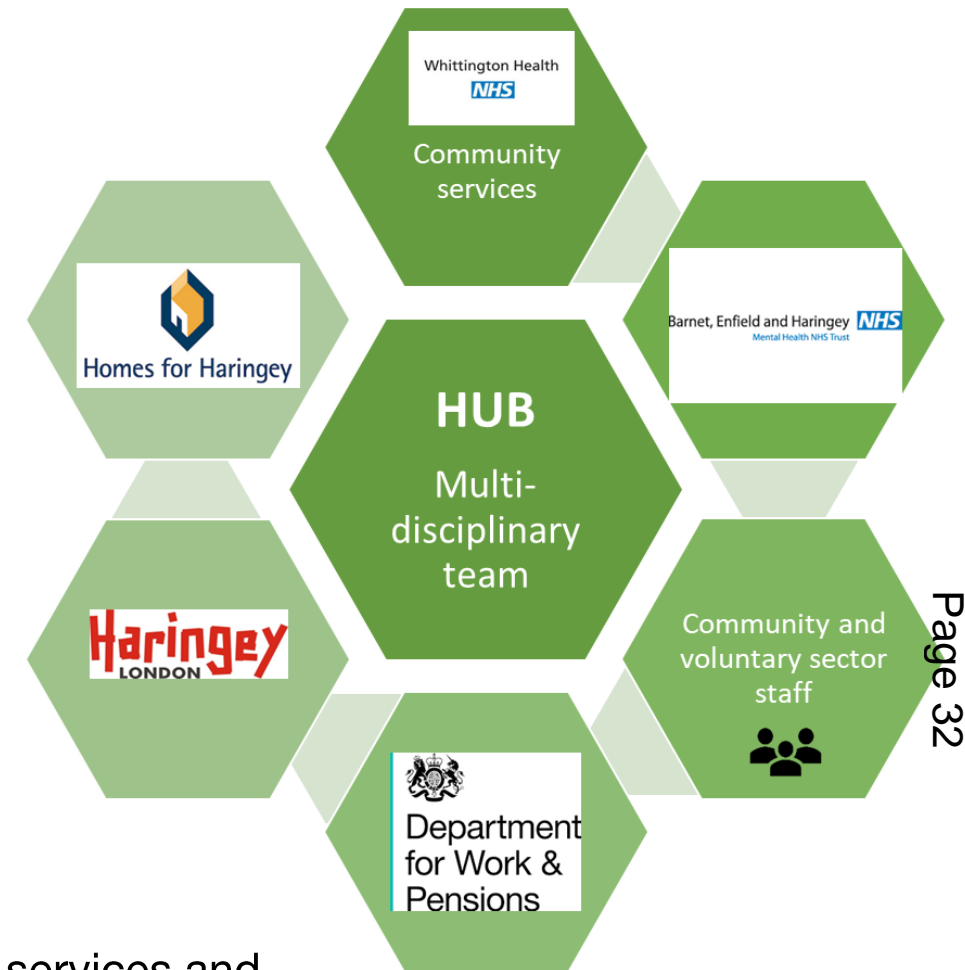 Whittington Health
NHS
Community
services
Barnet, Enfield and Haringey NHS
Mental Health NHS Trust
Homes for Haringey
HUB
Multi-
disciplinary
team
Community and
voluntary sector
staff
Haringey
LONDON
Department
for Work &
Pensions
Page 32
services and